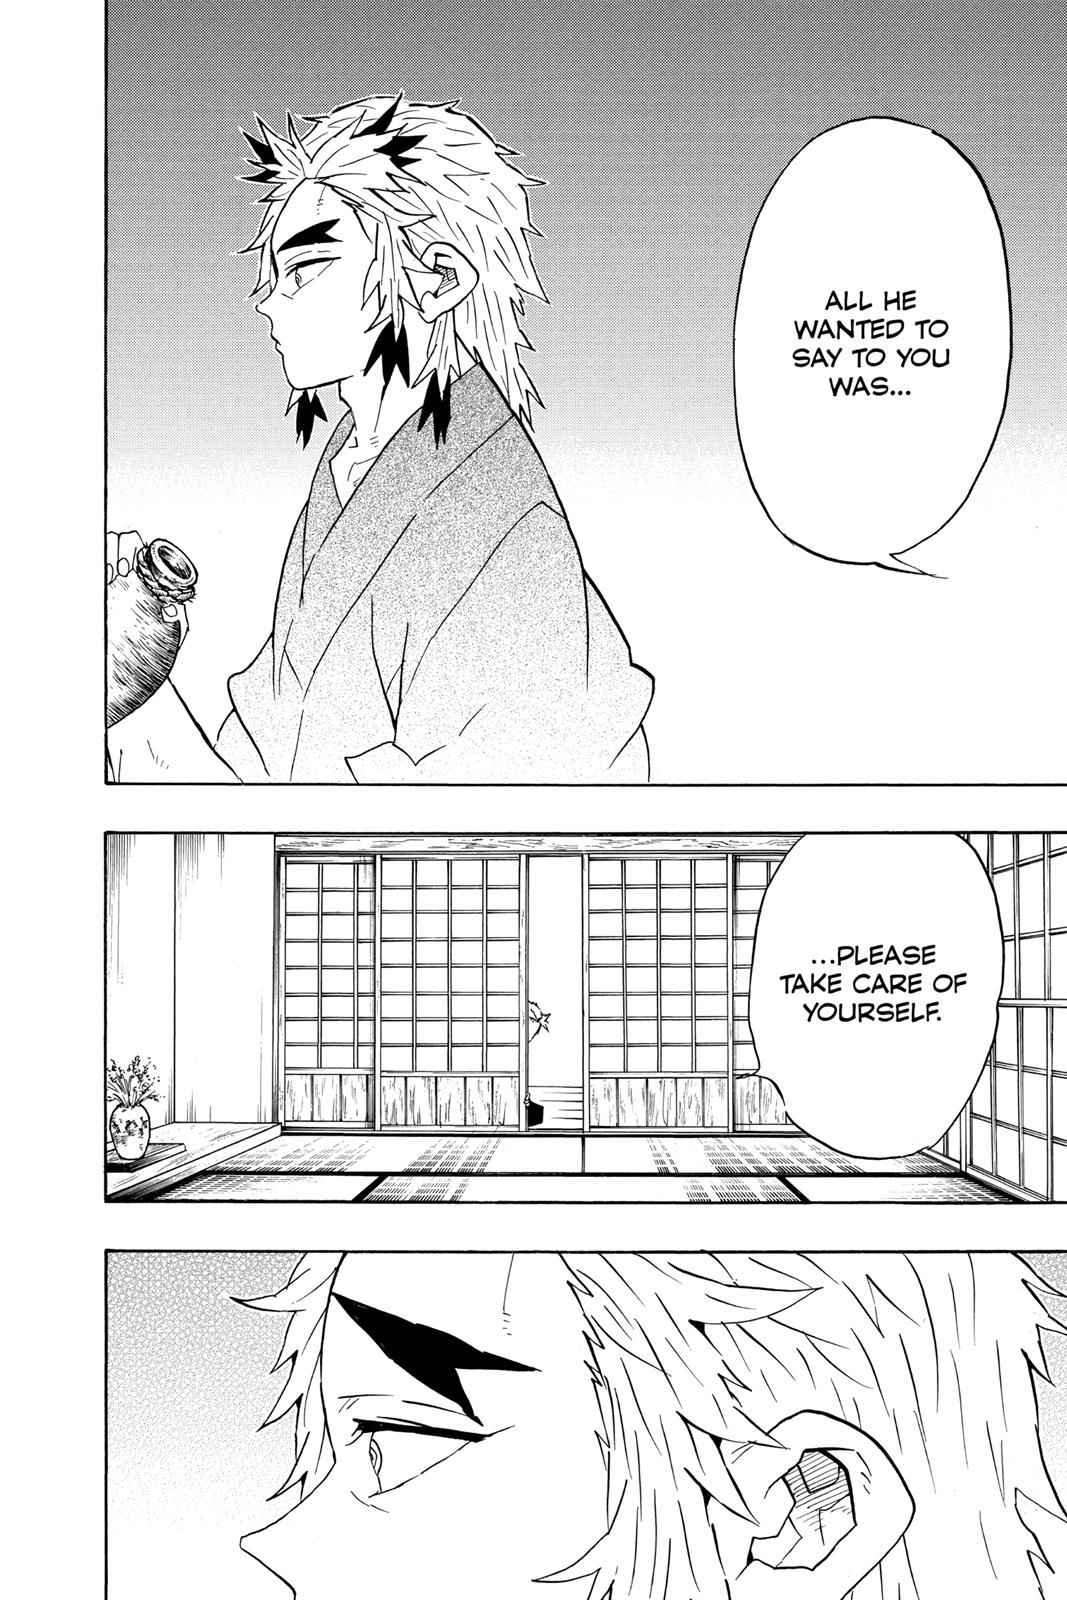 ALL HE
WANTED TO
SAY TO YOU
WAS...
...PLEASE
TAKE CARE OF
YOURSELF.